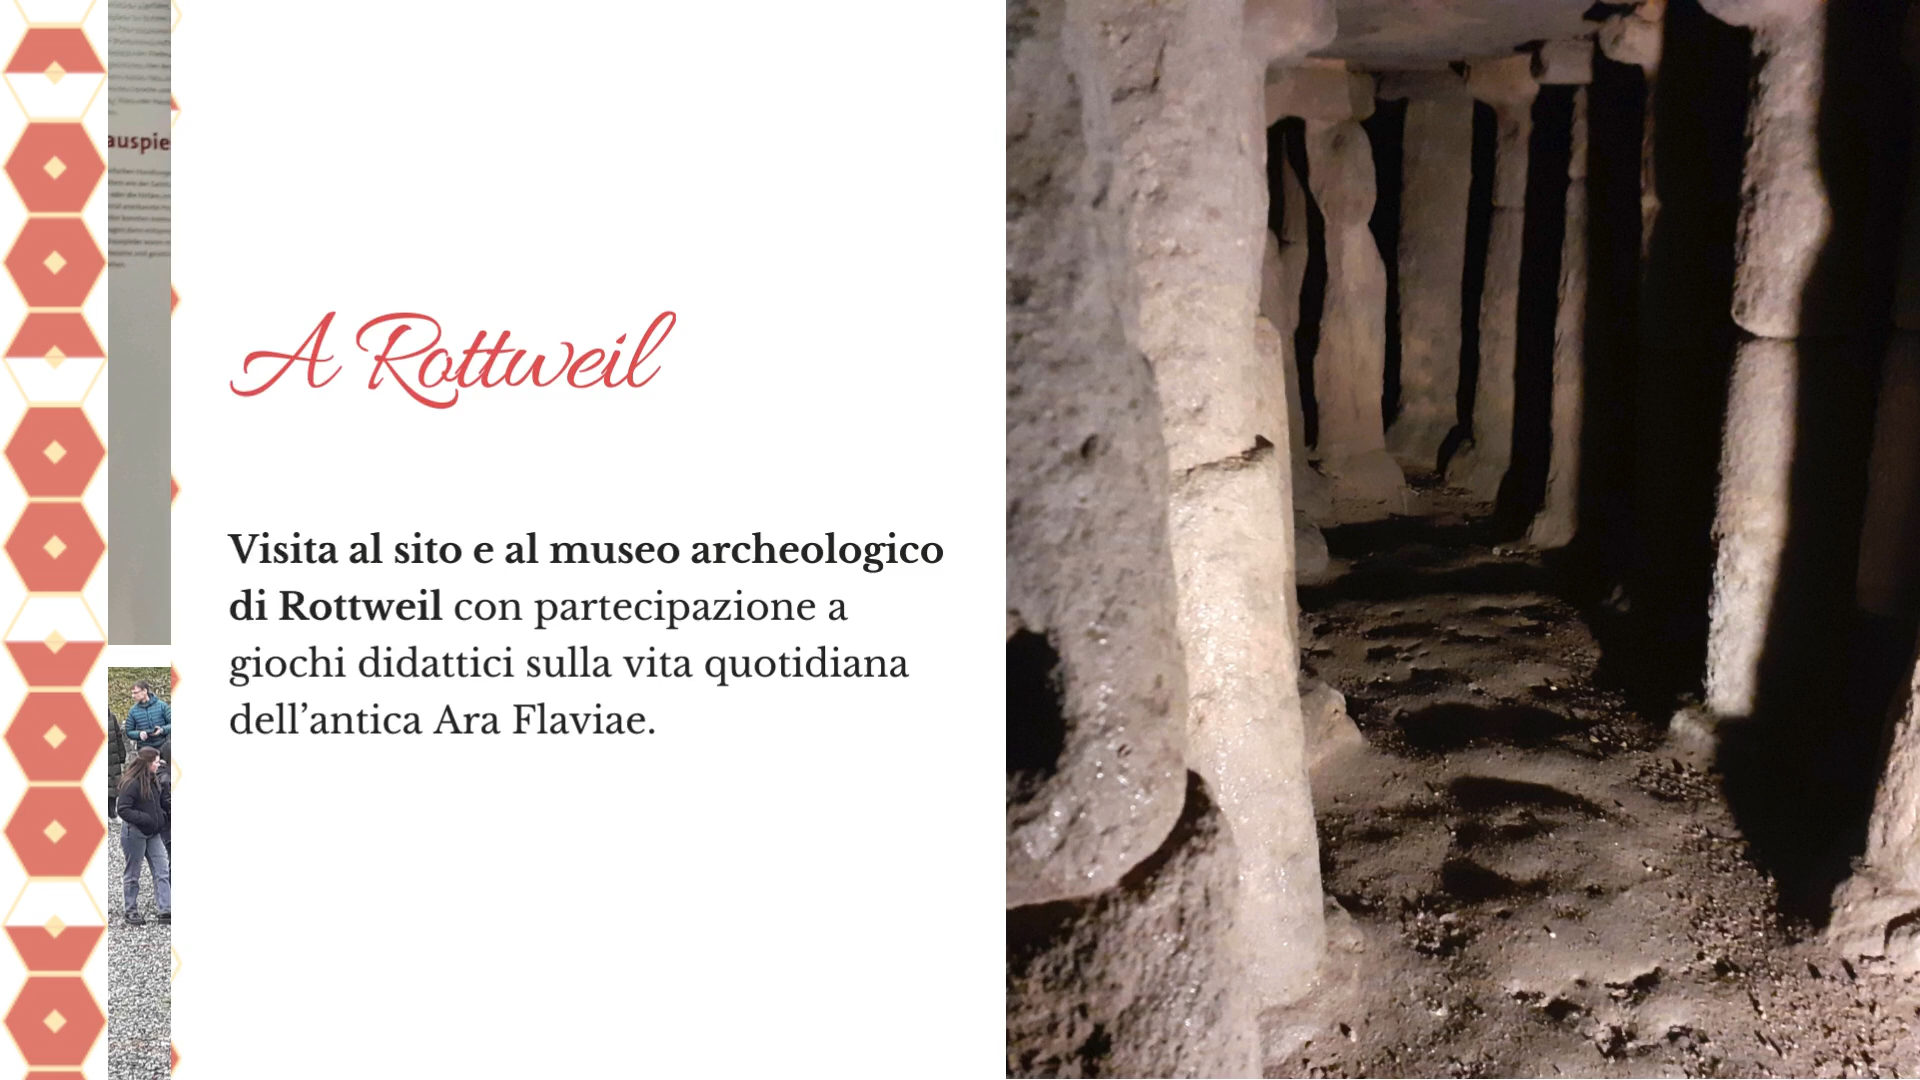 auspie
A Rottweil
Visita al sito e al museo archeologico
di Rottweil con partecipazione a
giochi didattici sulla vita quotidiana
dell’antica Ara Flaviae.